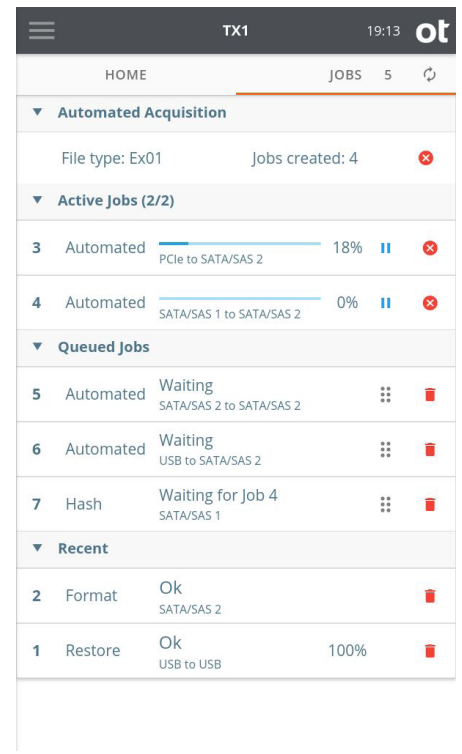 TX1
19:13
ot
HOME
JOBS 5
Automated Acquisition
File type: Ex01
Jobs created: 4
Active Jobs (2/2)
3 Automated
PCIe to SATA/SAS 2
18%
4 Automated
SATA/SAS 1 to SATA/SAS 2
0%
Queued Jobs
5 Automated Waiting
SATA/SAS 2 to SATA/SAS 2
6 Automated Waiting
USB to SATA/SAS 2
7 Hash Waiting for Job 4
SATA/SAS 1
Recent
2 Format Ok
SATA/SAS 2
1 Restore Ok 100%
USB to USB